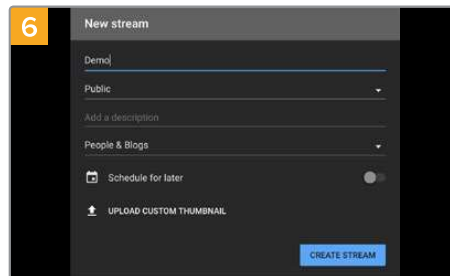 6
New stream
Demo
Public
Add a description
People & Blogs
Schedule for later
UPLOAD CUSTOM THUMBNAIL
CREATE STREAM